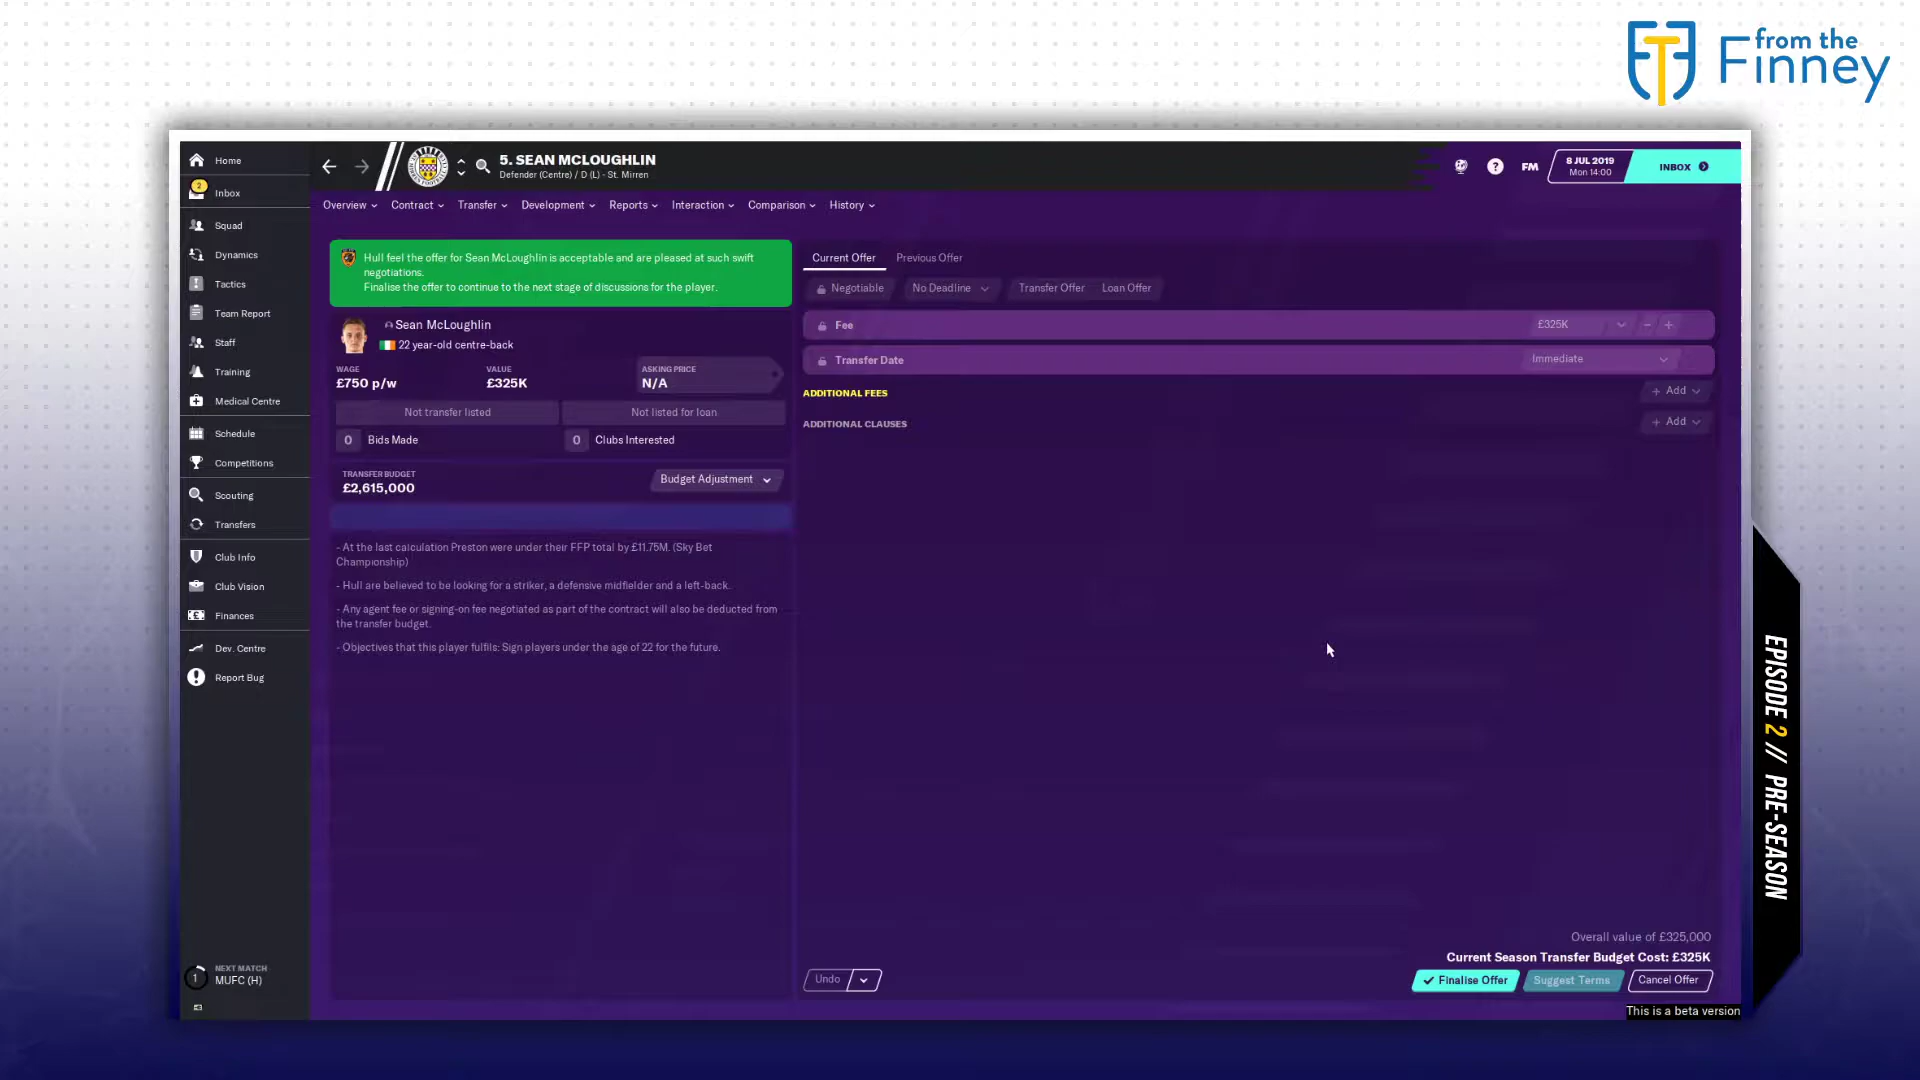 from the
Finney
Home
2
Inbox
Squad
Dynamics
Tactics
Team Report
Staff
Training
Medical Centre
Schedule
Competitions
Scouting
Transfers
Club Info
Club Vision
Finances
Dev. Centre
Report Bug
1
NEXT MATCH
MUFC (H)
5. SEAN MCLOUGHLIN
Defender (Centre) / D (L) - St. Mirren
?
FM
8 JUL 2019
Mon 14:00
INBOX
Overview
Contract
Transfer
Development
Reports
Interaction
Comparison
History
Hull feel the offer for Sean McLoughlin is acceptable and are pleased at such swift
negotiations.
Finalise the offer to continue to the next stage of discussions for the player.
Sean McLoughlin
22 year-old centre-back
WAGE
£750 p/w
VALUE
£325K
ASKING PRICE
N/A
Not transfer listed
Not listed for loan
0 Bids Made
0 Clubs Interested
TRANSFER BUDGET
£2,615,000
Budget Adjustment
- At the last calculation Preston were under their FFP total by £11.75M. (Sky Bet
Championship)
- Hull are believed to be looking for a striker, a defensive midfielder and a left-back.
- Any agent fee or signing-on fee negotiated as part of the contract will also be deducted from
the transfer budget.
- Objectives that this player fulfils: Sign players under the age of 22 for the future.
Current Offer
Previous Offer
Negotiable
No Deadline
Transfer Offer
Loan Offer
Fee
£325K
Transfer Date
Immediate
ADDITIONAL FEES
+ Add
ADDITIONAL CLAUSES
+ Add
Overall value of £325,000
Current Season Transfer Budget Cost: £325K
Undo
Finalise Offer
Suggest Terms
Cancel Offer
This is a beta version
EPISODE 2 // PRE-SEASON